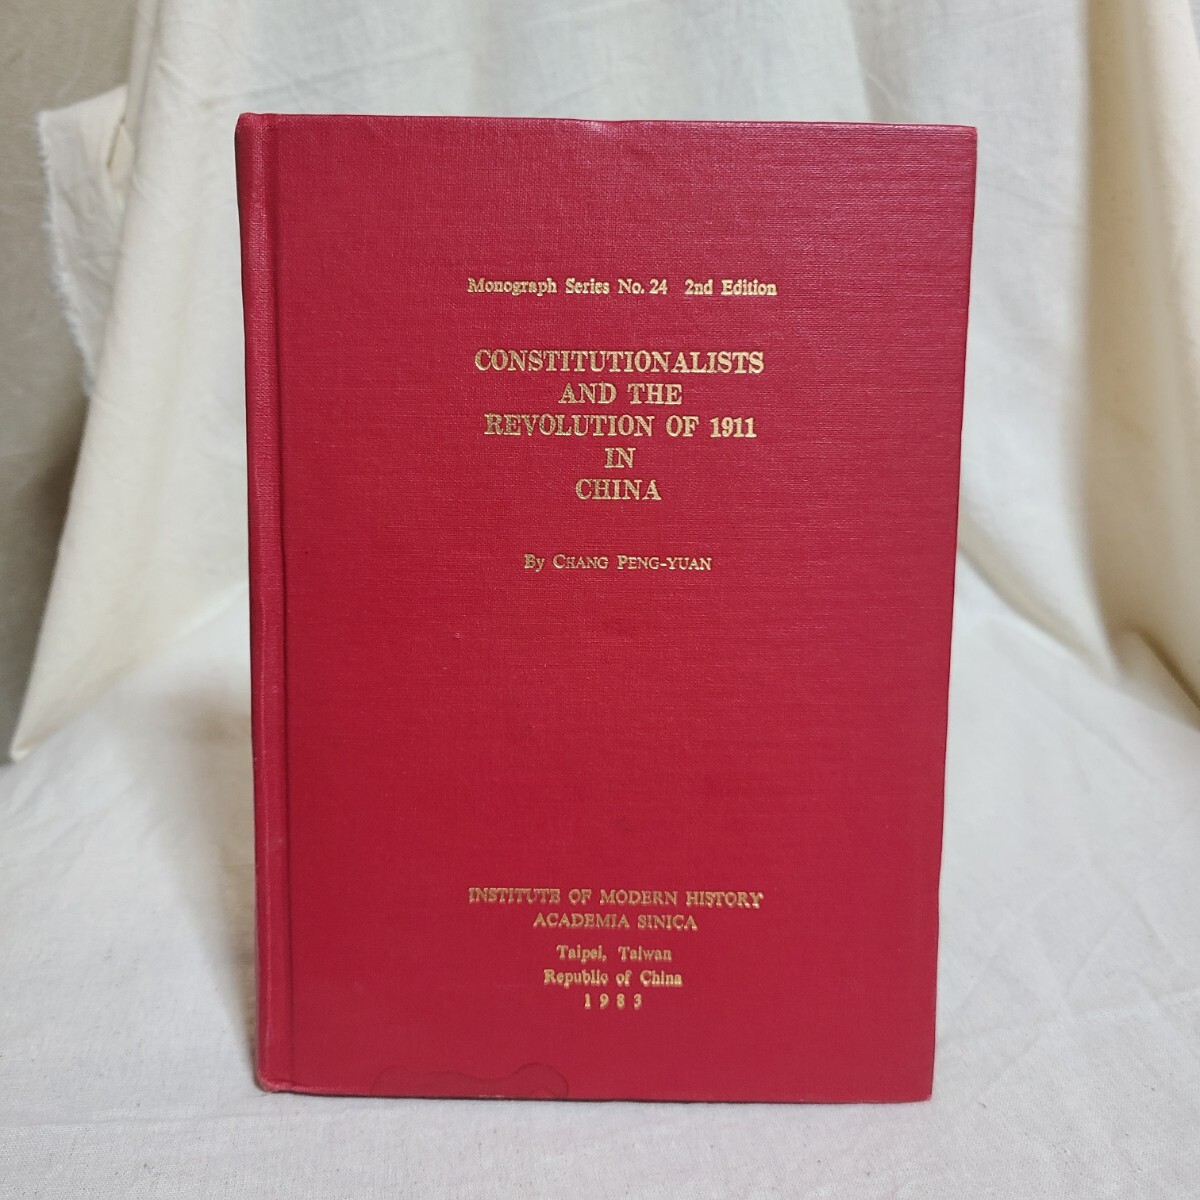 Monograph Series No. 24 2nd Edition
CONSTITUTIONALISTS
AND THE
REVOLUTION OF 1911
IN
CHINA
By CHANG PENG-YUAN
INSTITUTE OF MODERN HISTORY
ACADEMIA SINICA
Taipei, Taiwan
Republic of China
1983